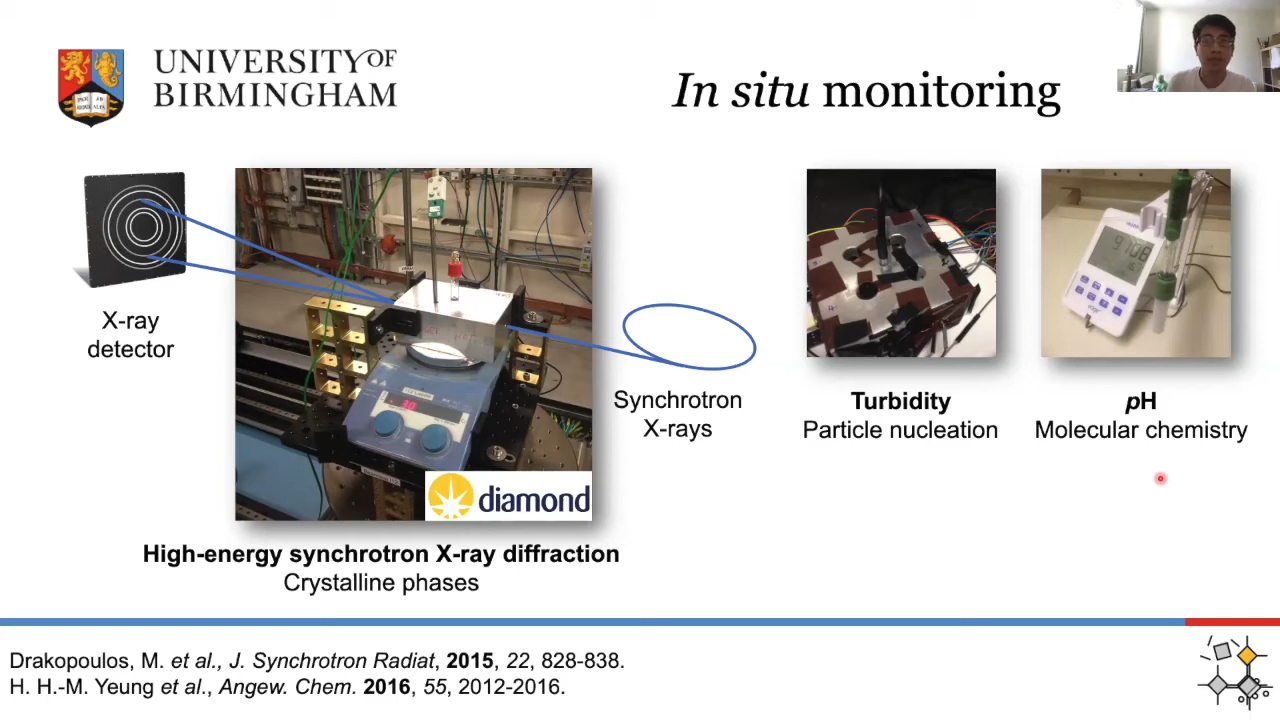 UNIVERSITY OF
BIRMINGHAM
In situ monitoring
X-ray
detector
Synchrotron
X-rays
Turbidity
Particle nucleation
pH
Molecular chemistry
diamond
High-energy synchrotron X-ray diffraction
Crystalline phases
Drakopoulos, M. et al., J. Synchrotron Radiat, 2015, 22, 828-838.
H. H.-M. Yeung et al., Angew. Chem. 2016, 55, 2012-2016.